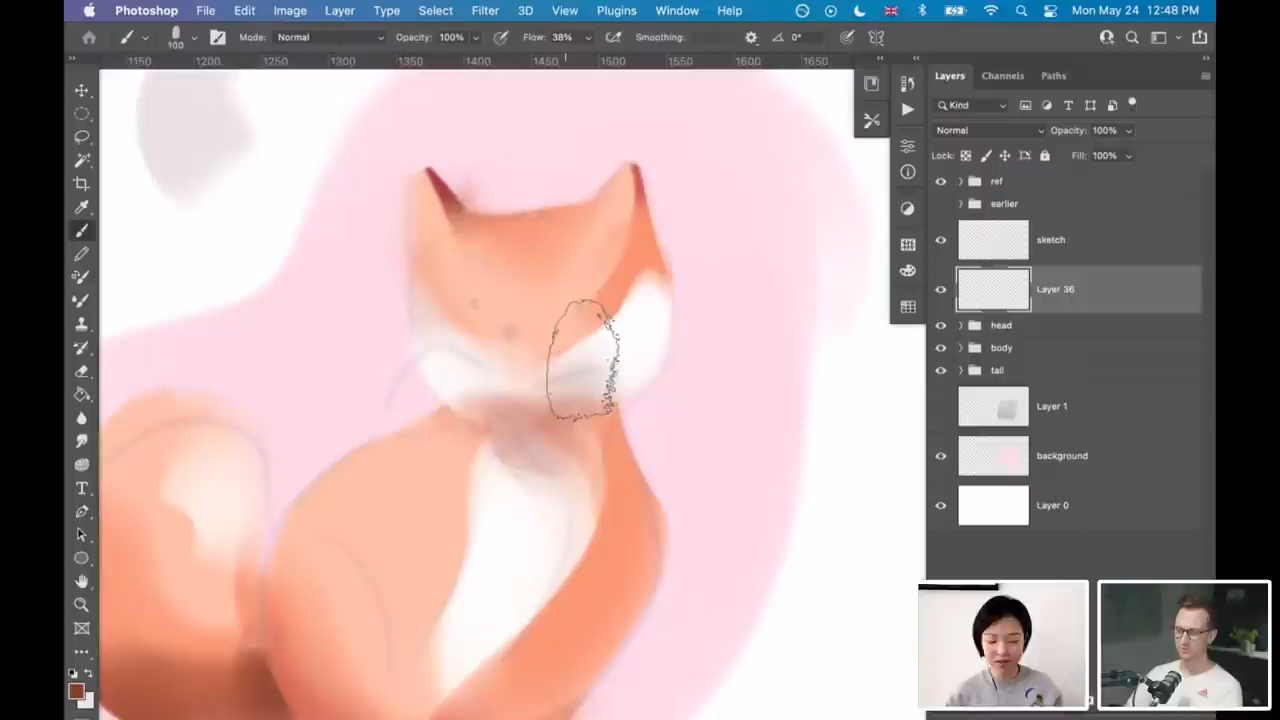 Photoshop File Edit Image Layer Type Select Filter 3D View Plugins Window Help Mon May 24 12:48 PM
100 Mode: Normal Opacity: 100% Flow: 38% Smoothing: 0°
1150 1200 1250 1300 1350 1400 1450 1500 1550 1600 1650
Layers Channels Paths
Kind
Normal Opacity: 100%
Lock: Fill: 100%
ref
earlier
sketch
Layer 36
head
body
tail
Layer 1
background
Layer 0